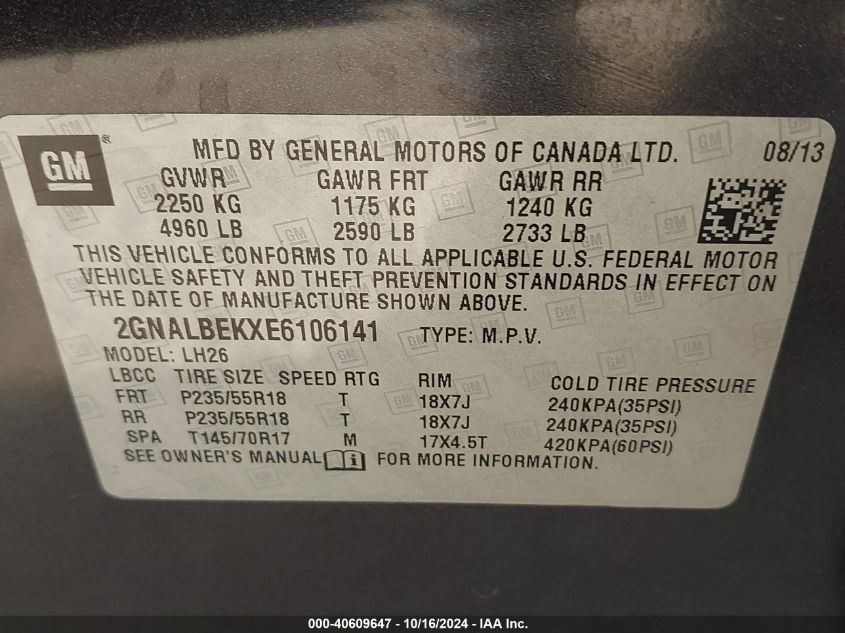 GM ®
MFD BY GENERAL MOTORS OF CANADA LTD. 08/13
GVWR GAWR FRT GAWR RR
2250 KG 1175 KG 1240 KG
4960 LB 2590 LB 2733 LB
THIS VEHICLE CONFORMS TO ALL APPLICABLE U.S. FEDERAL MOTOR
VEHICLE SAFETY AND THEFT PREVENTION STANDARDS IN EFFECT ON
THE DATE OF MANUFACTURE SHOWN ABOVE.
2GNALBEKXE6106141 TYPE: M.P.V.
MODEL: LH26
LBCC TIRE SIZE SPEED RTG RIM COLD TIRE PRESSURE
FRT P235/55R18 T 18X7J 240KPA(35PSI)
RR P235/55R18 T 18X7J 240KPA(35PSI)
SPA T145/70R17 M 17X4.5T 420KPA(60PSI)
SEE OWNER'S MANUAL i FOR MORE INFORMATION.
000-40609647 - 10/16/2024 - IAA Inc.